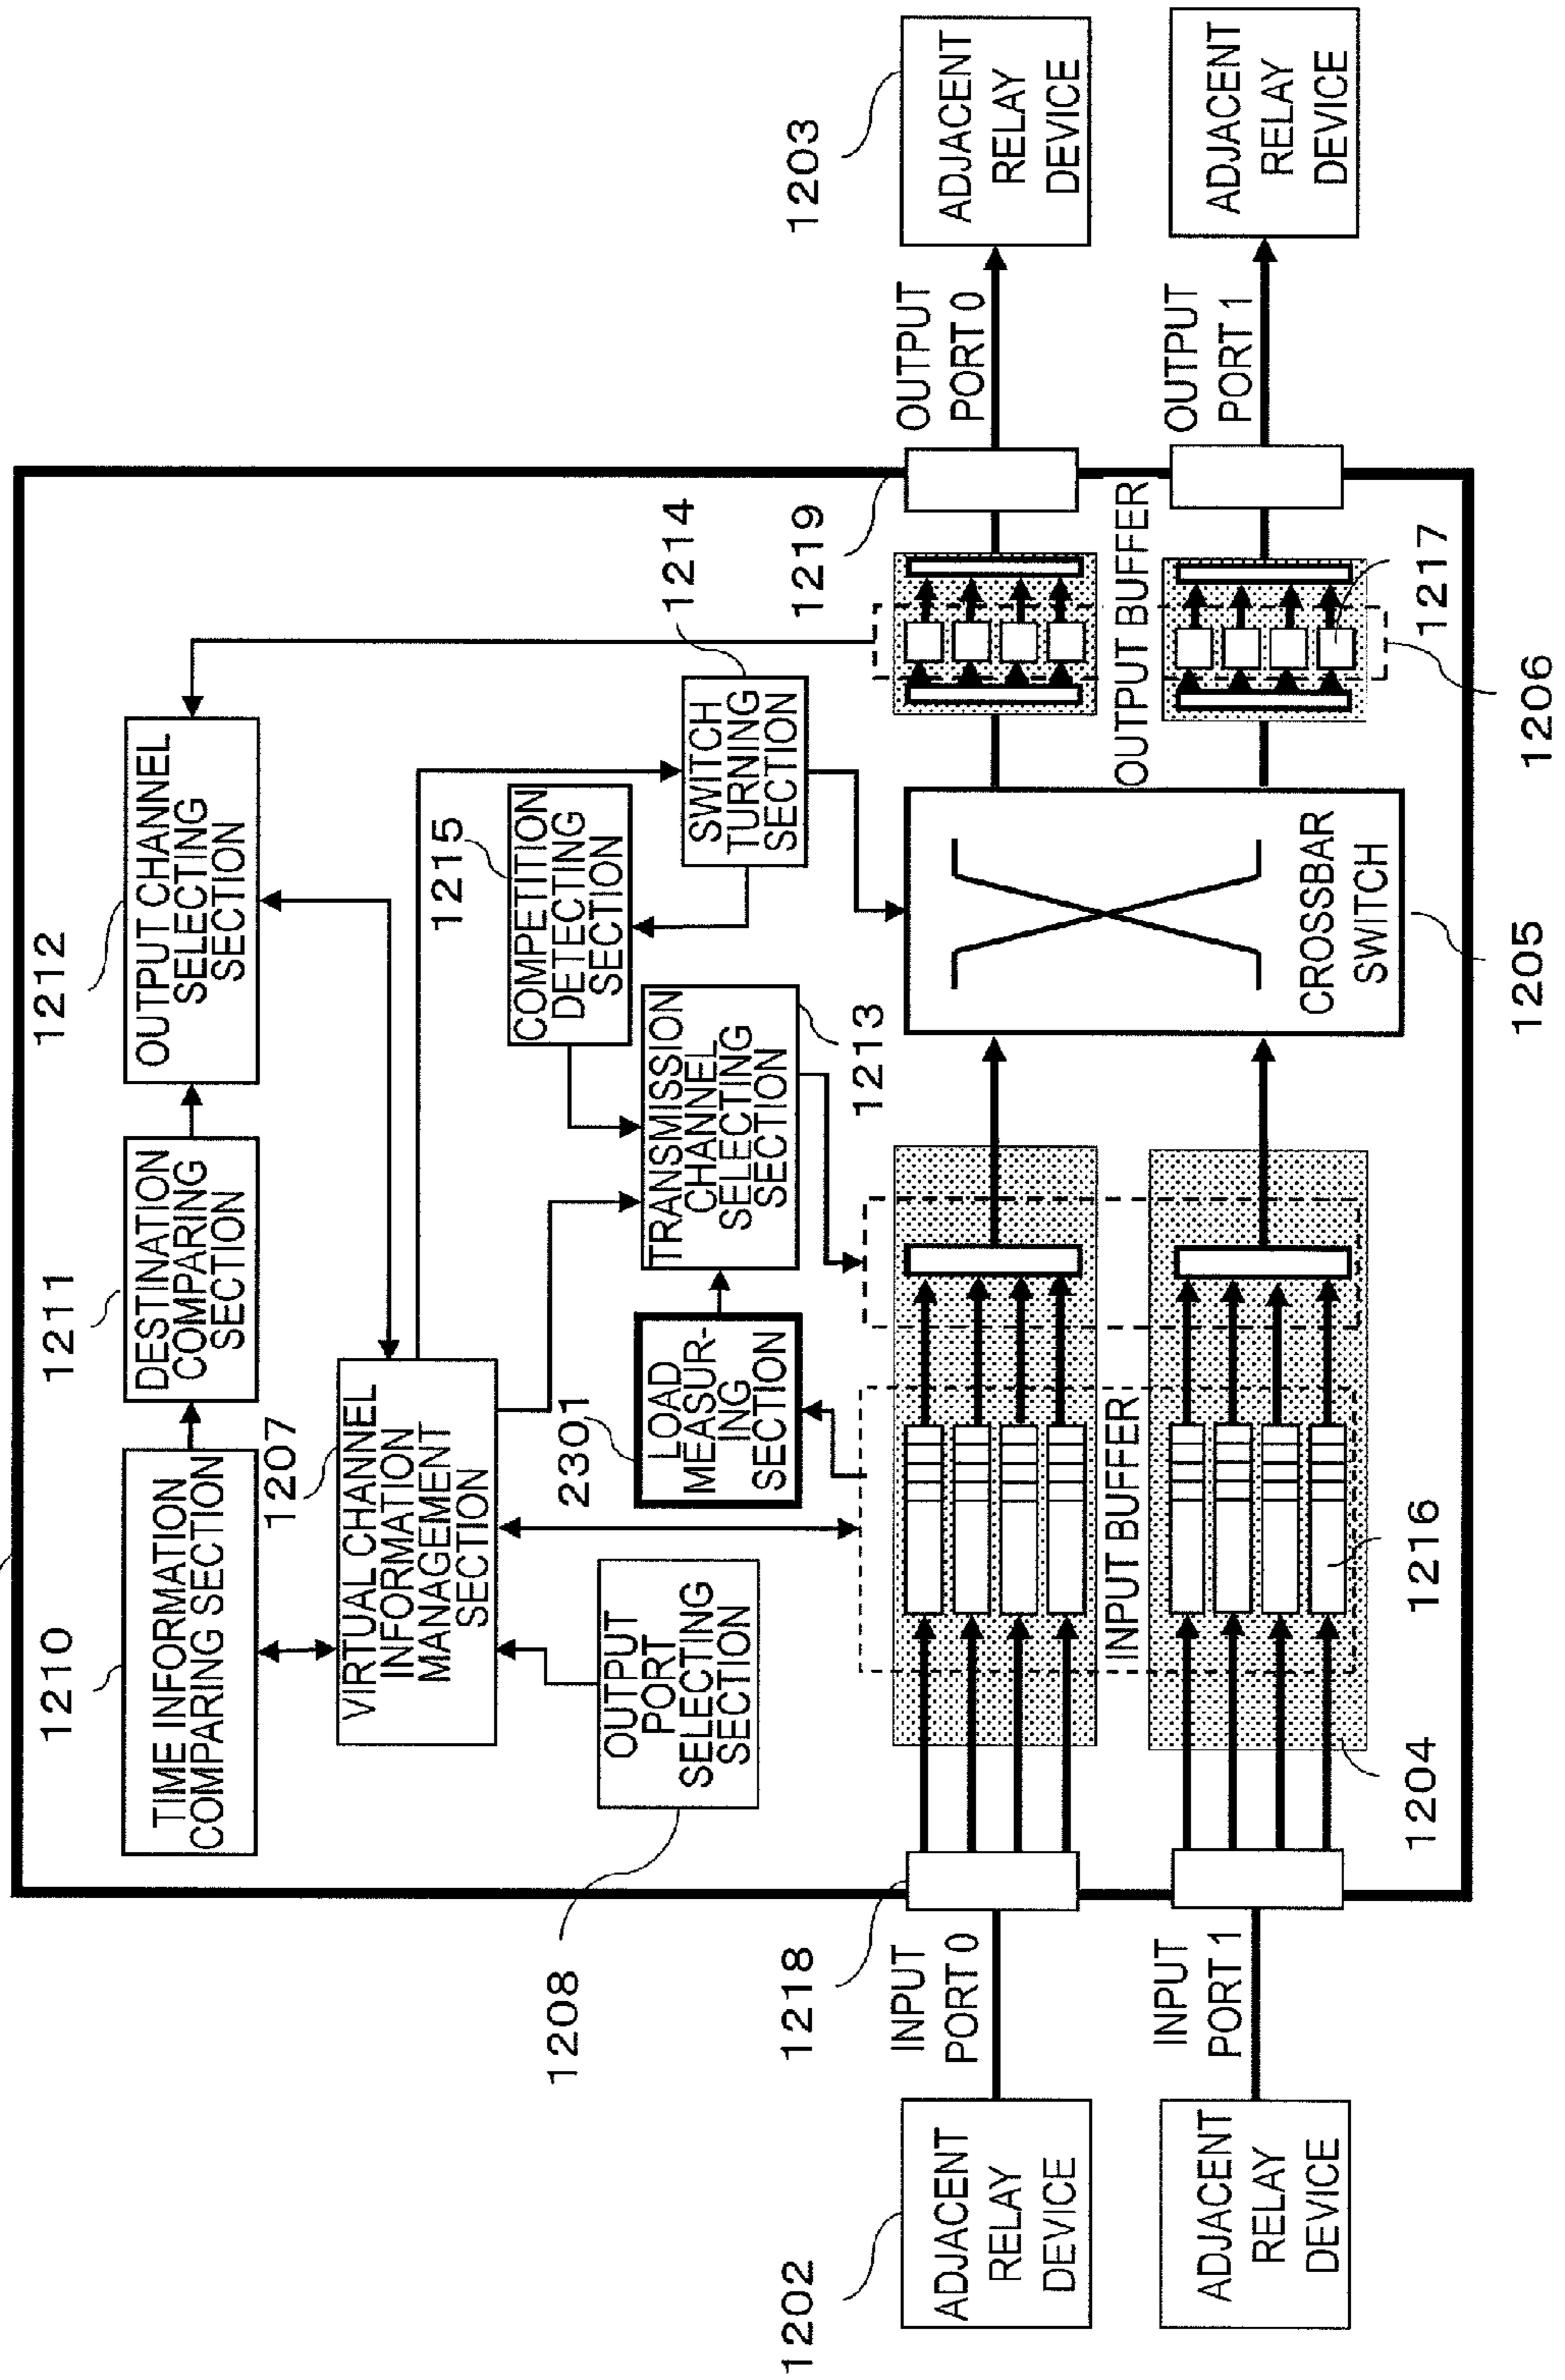 1210
TIME INFORMATION
COMPARING SECTION
1211
DESTINATION
COMPARING
SECTION
1212
OUTPUT CHANNEL
SELECTING
SECTION
1207
VIRTUAL CHANNEL
INFORMATION
MANAGEMENT
SECTION
1208
OUTPUT
PORT
SELECTING
SECTION
2301
LOAD
MEASUR-
ING
SECTION
1215
COMPETITION
DETECTING
SECTION
TRANSMISSION
CHANNEL
SELECTING
SECTION
1213
1214
SWITCH
TURNING
SECTION
1202
ADJACENT
RELAY
DEVICE
1218
INPUT
PORT 0
1219
OUTPUT
PORT 0
1203
ADJACENT
RELAY
DEVICE
INPUT BUFFER
OUTPUT BUFFER
ADJACENT
RELAY
DEVICE
INPUT
PORT 1
1204
1216
CROSSBAR
SWITCH
1205
1206
1217
OUTPUT
PORT 1
ADJACENT
RELAY
DEVICE